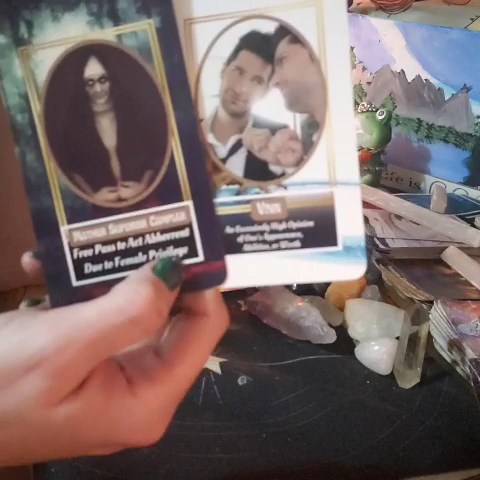 Mother Superior Complex
Free Pass to Act Abhorrent
Due to Female Privilege
Vain
An Excessively High Opinion
of One's Appearance,
Abilities, or Worth